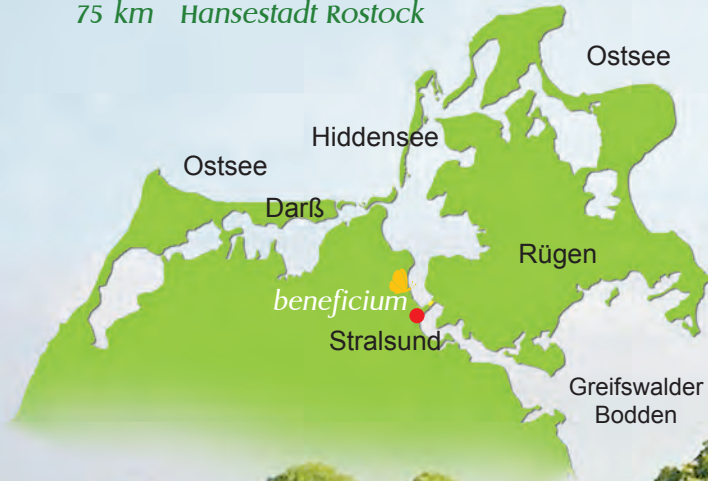 75 km Hansestadt Rostock
Ostsee
Hiddensee
Ostsee
Darß
Rügen
beneficium
Stralsund
Greifswalder
Bodden